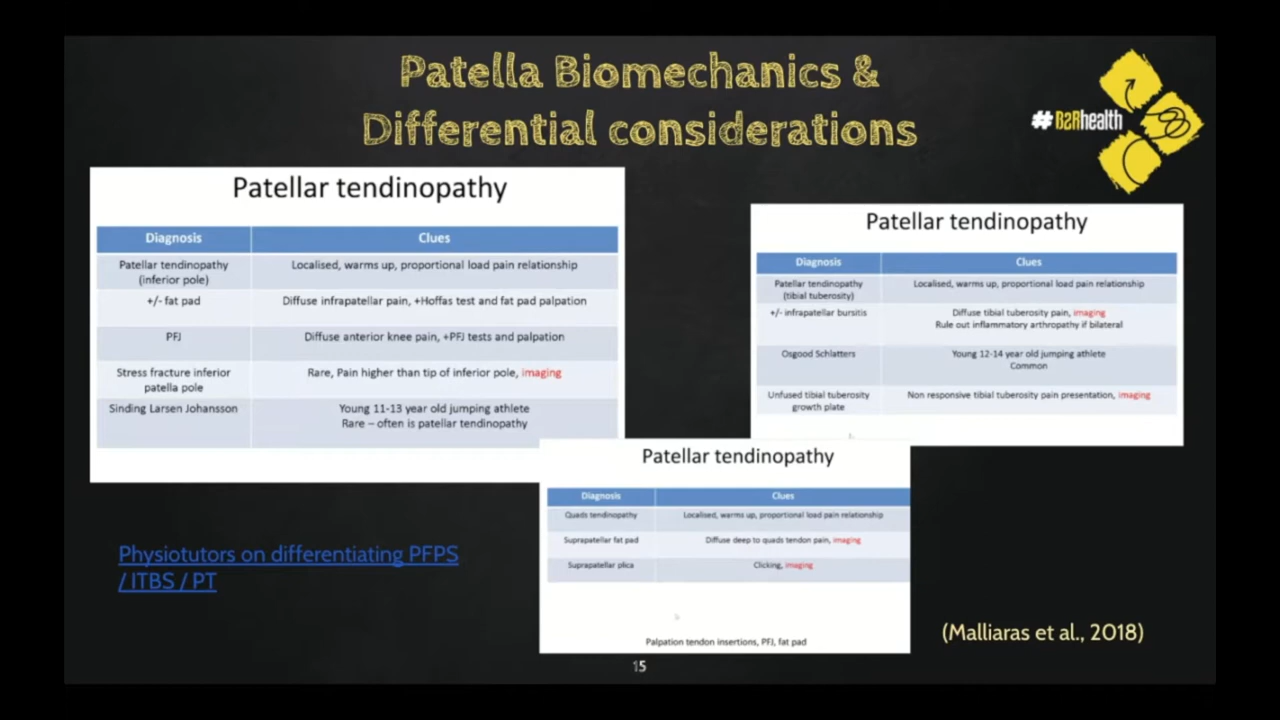 Patella Biomechanics &
Differential considerations
# B2Rhealth
Patellar tendinopathy
Diagnosis Clues
Patellar tendinopathy Localised, warms up, proportional load pain relationship
(inferior pole)
+/- fat pad Diffuse infrapatellar pain, +Hoffas test and fat pad palpation
PFJ Diffuse anterior knee pain, +PFJ tests and palpation
Stress fracture inferior Rare, Pain higher than tip of inferior pole, imaging
patella pole
Sinding Larsen Johansson Young 11-13 year old jumping athlete
Rare – often is patellar tendinopathy
Patellar tendinopathy
Diagnosis Clues
Patellar tendinopathy Localised, warms up, proportional load pain relationship
(tibial tuberosity)
+/- infrapatellar bursitis Diffuse tibial tuberosity pain, imaging
Rule out inflammatory arthropathy if bilateral
Osgood Schlatters Young 12-14 year old jumping athlete
Common
Unfused tibial tuberosity Non responsive tibial tuberosity pain presentation, imaging
growth plate
Patellar tendinopathy
Diagnosis Clues
Quads tendinopathy Localised, warms up, proportional load pain relationship
Suprapatellar fat pad Diffuse deep to quads tendon pain, imaging
Suprapatellar plica Clicking, imaging
Palpation tendon insertions, PFJ, fat pad
Physiotutors on differentiating PFPS
/ ITBS / PT
(Malliaras et al., 2018)
15